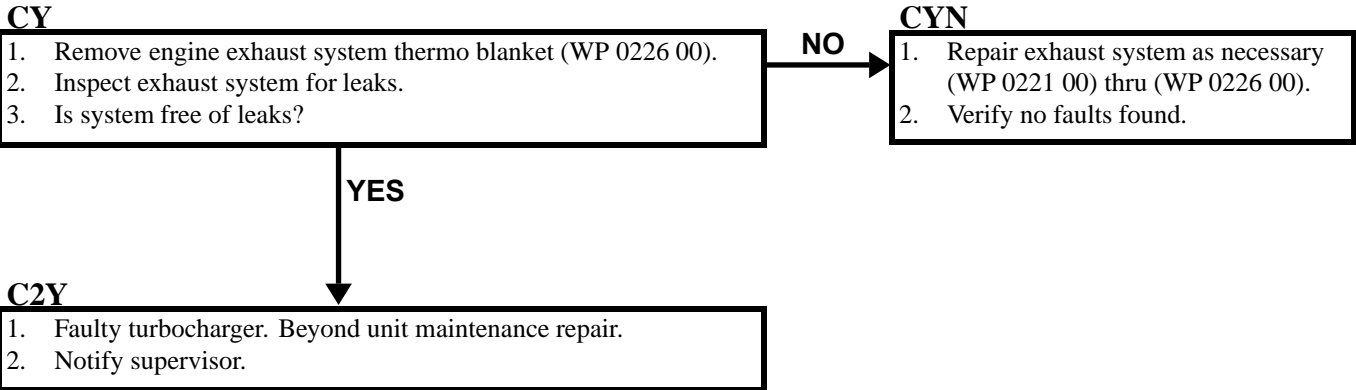 CY
1. Remove engine exhaust system thermo blanket (WP 0226 00).
2. Inspect exhaust system for leaks.
3. Is system free of leaks?
NO
CYN
1. Repair exhaust system as necessary
(WP 0221 00) thru (WP 0226 00).
2. Verify no faults found.
YES
C2Y
1. Faulty turbocharger. Beyond unit maintenance repair.
2. Notify supervisor.